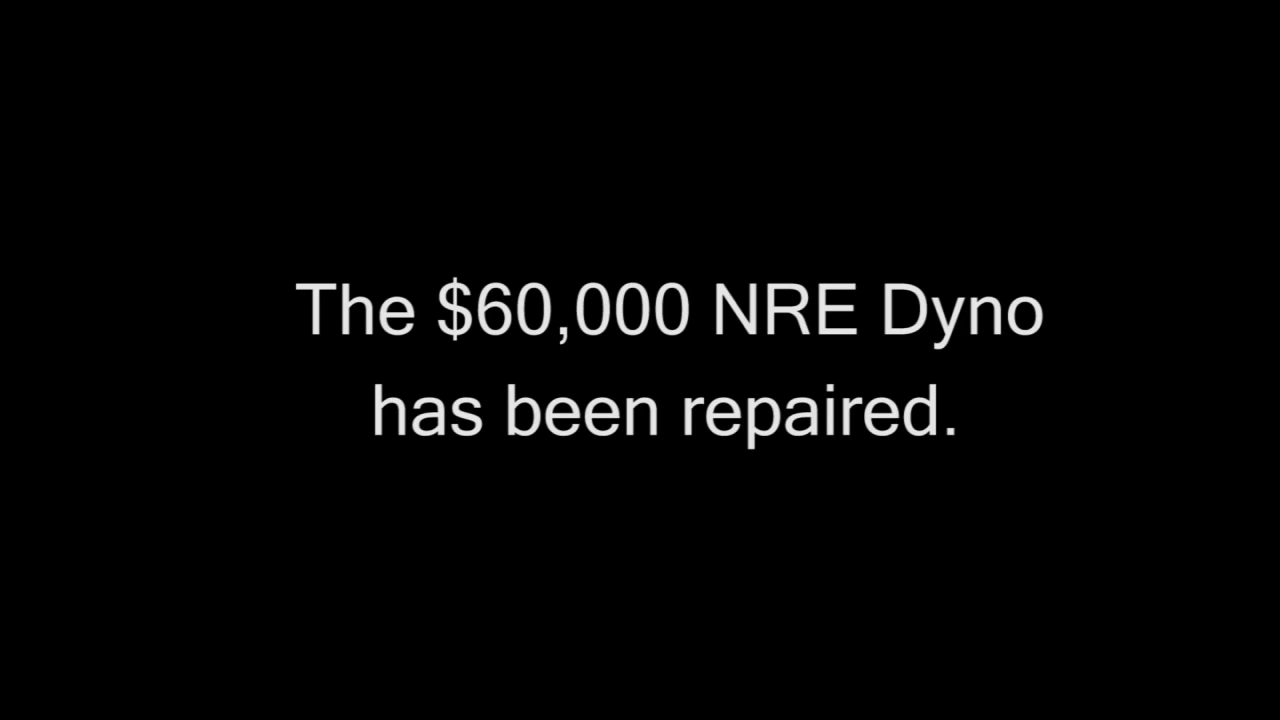 The $60,000 NRE Dyno
has been repaired.